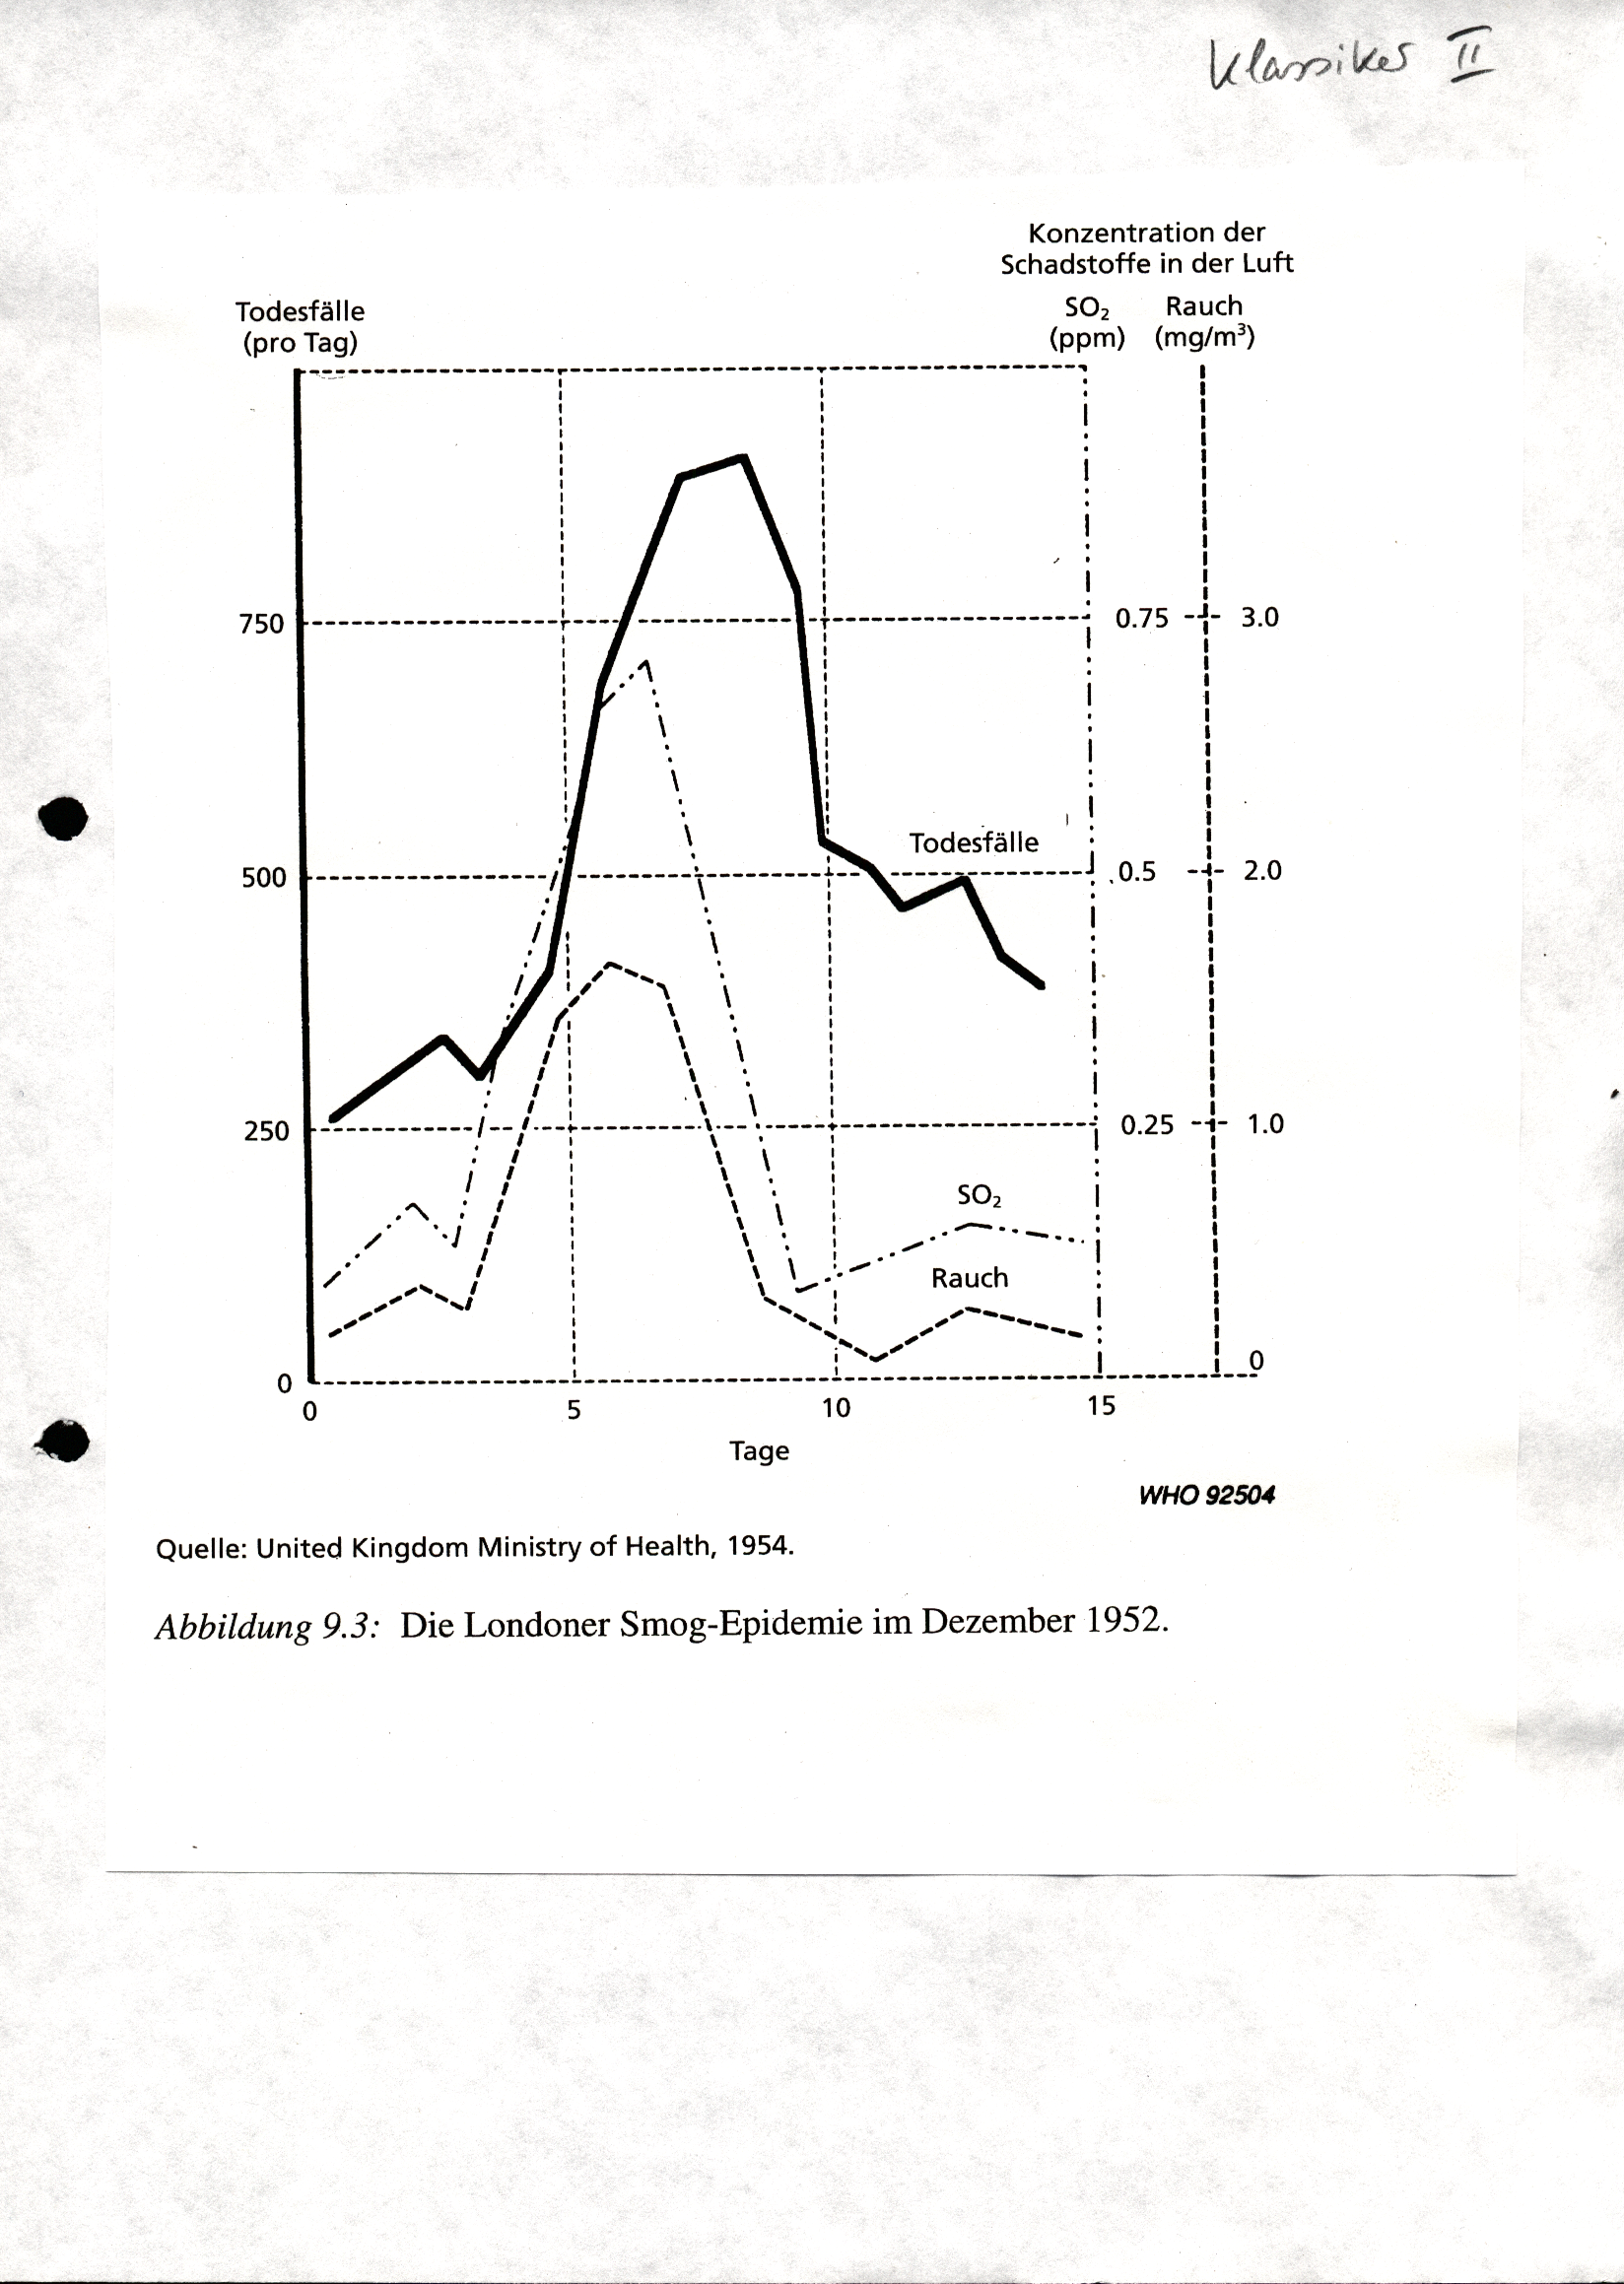 Klassiker II
Konzentration der
Schadstoffe in der Luft
Todesfälle
(pro Tag)
SO₂
(ppm)
Rauch
(mg/m³)
750
0.75
3.0
Todesfälle
500
0.5
2.0
250
0.25
1.0
SO₂
Rauch
0
0
0
5
10
15
Tage
WHO 92504
Quelle: United Kingdom Ministry of Health, 1954.
Abbildung 9.3: Die Londoner Smog-Epidemie im Dezember 1952.